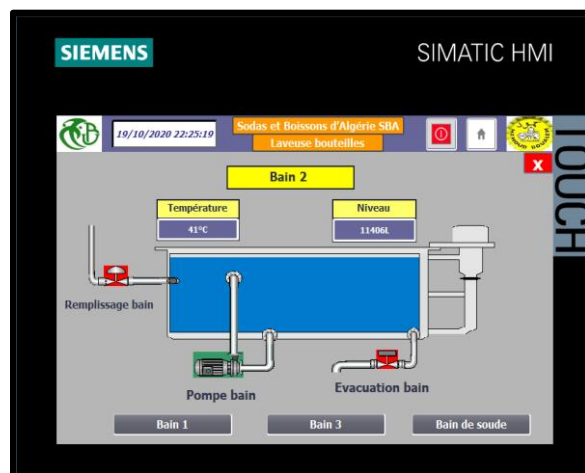 SIEMENS
SIMATIC HMI
19/10/2020 22:25:19
Sodas et Boissons d'Algérie SBA
Laveuse bouteilles
X
TOUCH
Bain 2
Température
Niveau
41°C
11406L
Remplissage bain
Pompe bain
Evacuation bain
Bain 1
Bain 3
Bain de soude